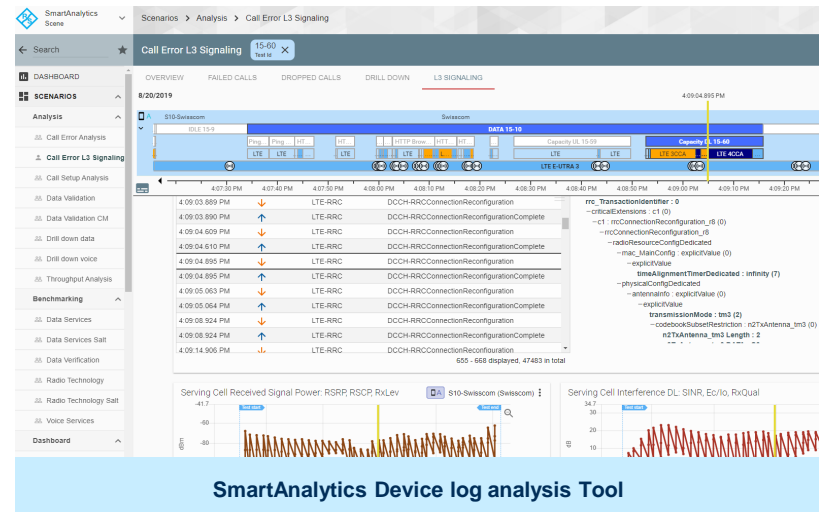 SmartAnalytics
Scene
Scenarios > Analysis > Call Error L3 Signaling
Search
Call Error L3 Signaling
15-60
Test Id
DASHBOARD
SCENARIOS
Analysis
Call Error Analysis
Call Error L3 Signaling
Call Setup Analysis
Data Validation
Data Validation CM
Drill down data
Drill down voice
Throughput Analysis
Benchmarking
Data Services
Data Services Salt
Data Verification
Radio Technology
Radio Technology Salt
Voice Services
Dashboard
OVERVIEW FAILED CALLS DROPPED CALLS DRILL DOWN L3 SIGNALING
8/20/2019 4:09:04.895 PM
A S10-Swisscom Swisscom
IDLE 15-9 DATA 15-10
Ping... Ping... HT... HT... HTTP Brow... HTT... HT... Capacity UL 15-59 Capacity DL 15-60
LTE LTE LTE LTE L... LTE LTE LTE 3CCA LTE 4CCA
LTE E-UTRA 3
4:07:30 PM 4:07:40 PM 4:07:50 PM 4:08:00 PM 4:08:10 PM 4:08:20 PM 4:08:30 PM 4:08:40 PM 4:08:50 PM 4:09:00 PM 4:09:10 PM 4:09:20 PM
4:09:03.889 PM LTE-RRC DCCH-RRCConnectionReconfiguration
4:09:03.890 PM LTE-RRC DCCH-RRCConnectionReconfigurationComplete
4:09:04.609 PM LTE-RRC DCCH-RRCConnectionReconfiguration
4:09:04.610 PM LTE-RRC DCCH-RRCConnectionReconfigurationComplete
4:09:04.895 PM LTE-RRC DCCH-RRCConnectionReconfiguration
4:09:04.895 PM LTE-RRC DCCH-RRCConnectionReconfigurationComplete
4:09:05.063 PM LTE-RRC DCCH-RRCConnectionReconfiguration
4:09:05.064 PM LTE-RRC DCCH-RRCConnectionReconfigurationComplete
4:09:08.924 PM LTE-RRC DCCH-RRCConnectionReconfiguration
4:09:08.924 PM LTE-RRC DCCH-RRCConnectionReconfigurationComplete
4:09:14.906 PM LTE-RRC DCCH-RRCConnectionReconfiguration
655 - 668 displayed, 47483 in total
rrc_TransactionIdentifier : 0
criticalExtensions : c1 (0)
c1 : rrcConnectionReconfiguration_r8 (0)
rrcConnectionReconfiguration_r8
radioResourceConfigDedicated
mac_MainConfig : explicitValue (0)
explicitValue
timeAlignmentTimerDedicated : infinity (7)
physicalConfigDedicated
antennaInfo : explicitValue (0)
explicitValue
transmissionMode : tm3 (2)
codebookSubsetRestriction : n2TxAntenna_tm3 (0)
n2TxAntenna_tm3 Length : 2
Serving Cell Received Signal Power: RSRP, RSCP, RxLev
A S10-Swisscom (Swisscom)
-41.7
Test start Test end
-60
-80
dBm
Serving Cell Interference DL: SINR, Ec/Io, RxQual
34.7
Test start
30
20
10
dB
SmartAnalytics Device log analysis Tool